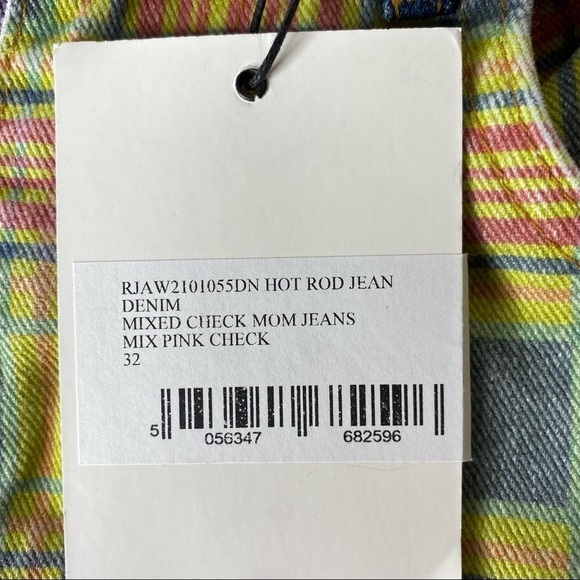 RJAW2101055DN HOT ROD JEAN
DENIM
MIXED CHECK MOM JEANS
MIX PINK CHECK
32
5 056347 682596